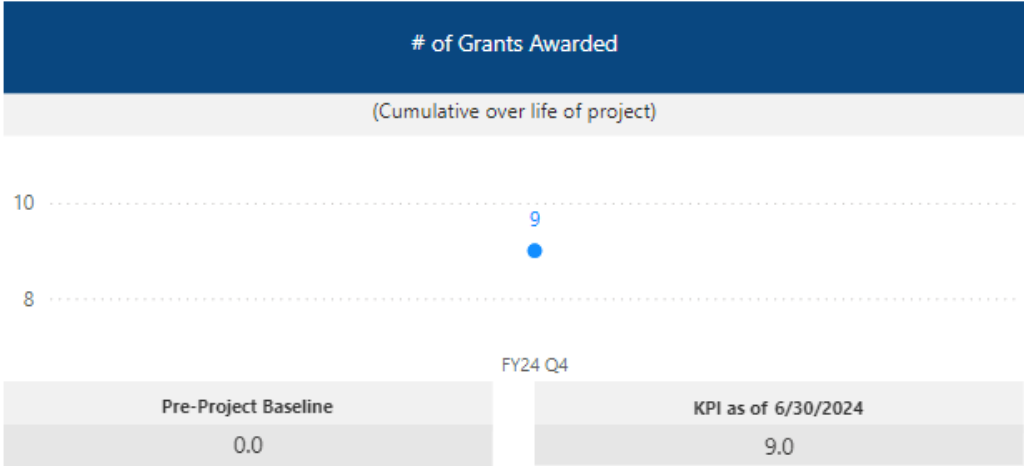 # of Grants Awarded
(Cumulative over life of project)
10
9
8
FY24 Q4
Pre-Project Baseline
KPI as of 6/30/2024
0.0
9.0